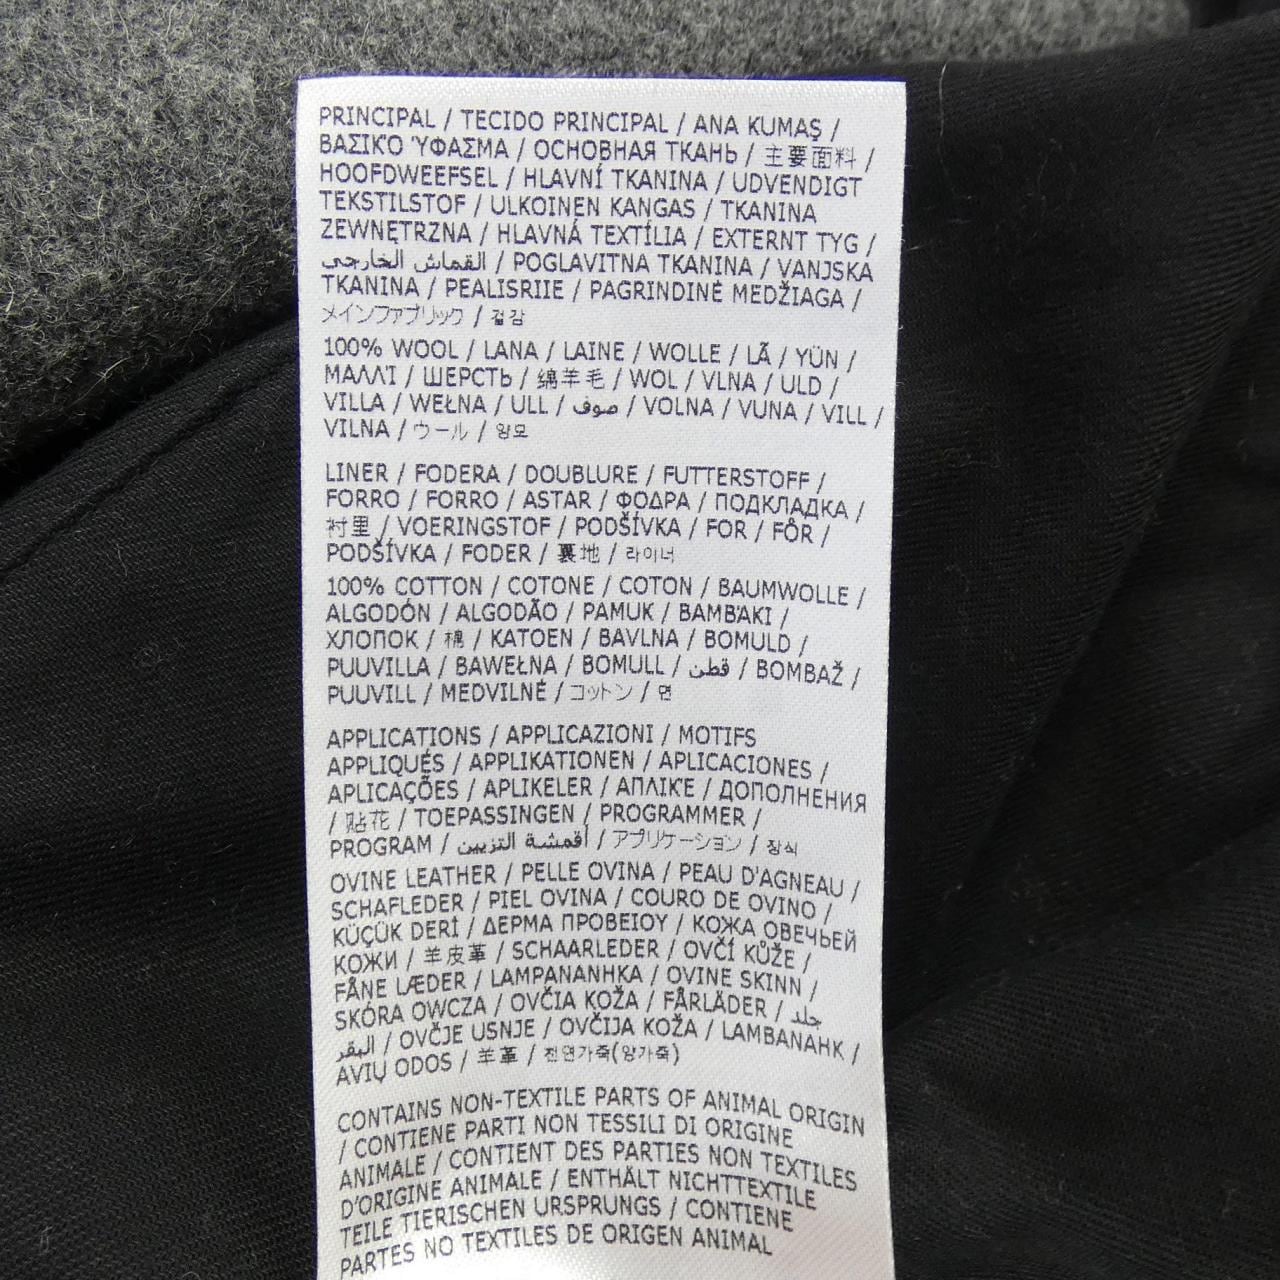 PRINCIPAL / TECIDO PRINCIPAL / ANA KUMAŞ /
ΒΑΣΙΚ'Ο 'ΥΦΑΣΜΑ / ОСНОВНАЯ ТКАНЬ / 主要面料 /
HOOFDWEEFSEL / HLAVNÍ TKANINA / UDVENDIGT
TEKSTILSTOF / ULKOINEN KANGAS / TKANINA
ZEWNĘTRZNA / HLAVNÁ TEXTÍLIA / EXTERNT TYG /
القماش الخارجي / POGLAVITNA TKANINA / VANJSKA
TKANINA / PEALISRIIE / PAGRINDINĖ MEDŽIAGA /
メインファブリック / 겉감
100% WOOL / LANA / LAINE / WOLLE / LÃ / YÜN /
ΜΑΛΛ'Ι / ШЕРСТЬ / 绵羊毛 / WOL / VLNA / ULD /
VILLA / WEŁNA / ULL / صوف / VOLNA / VUNA / VILL /
VILNA / ウール / 양모
LINER / FODERA / DOUBLURE / FUTTERSTOFF /
FORRO / FORRO / ASTAR / ΦΟΔΡΑ / ПОДКЛАДКА /
衬里 / VOERINGSTOF / PODŠÍVKA / FOR / FÔR /
PODŠÍVKA / FODER / 裏地 / 라이너
100% COTTON / COTONE / COTON / BAUMWOLLE /
ALGODÓN / ALGODÃO / PAMUK / ΒΑΜΒ'ΑΚΙ /
ХЛОПОК / 棉 / KATOEN / BAVLNA / BOMULD /
PUUVILLA / BAWEŁNA / BOMULL / قطن / BOMBAŽ /
PUUVILL / MEDVILNĖ / コットン / 면
APPLICATIONS / APPLICAZIONI / MOTIFS
APPLIQUÉS / APPLIKATIONEN / APLICACIONES /
APLICAÇÕES / APLIKELER / ΑΠΛΙΚ'Ε / ДОПОЛНЕНИЯ
/ 贴花 / TOEPASSINGEN / PROGRAMMER /
PROGRAM / أقمشة التزيين / アプリケーション / 장식
OVINE LEATHER / PELLE OVINA / PEAU D'AGNEAU /
SCHAFLEDER / PIEL OVINA / COURO DE OVINO /
KÜÇÜK DERİ / ΔΕΡΜΑ ΠΡΟΒΕΙΟΥ / КОЖА ОВЕЧЬЕЙ
КОЖИ / 羊皮革 / SCHAARLEDER / OVČÍ KŮŽE /
FÅNE LÆDER / LAMPANANHKA / OVINE SKINN /
SKÓRA OWCZA / OVČIA KOŽA / FÅRLÄDER / جلد
البقر / OVČJE USNJE / OVČIJA KOŽA / LAMBANAHK /
AVIŲ ODOS / 羊革 / 천연가죽(양가죽)
CONTAINS NON-TEXTILE PARTS OF ANIMAL ORIGIN
/ CONTIENE PARTI NON TESSILI DI ORIGINE
ANIMALE / CONTIENT DES PARTIES NON TEXTILES
D'ORIGINE ANIMALE / ENTHÄLT NICHTTEXTILE
TEILE TIERISCHEN URSPRUNGS / CONTIENE
PARTES NO TEXTILES DE ORIGEN ANIMAL